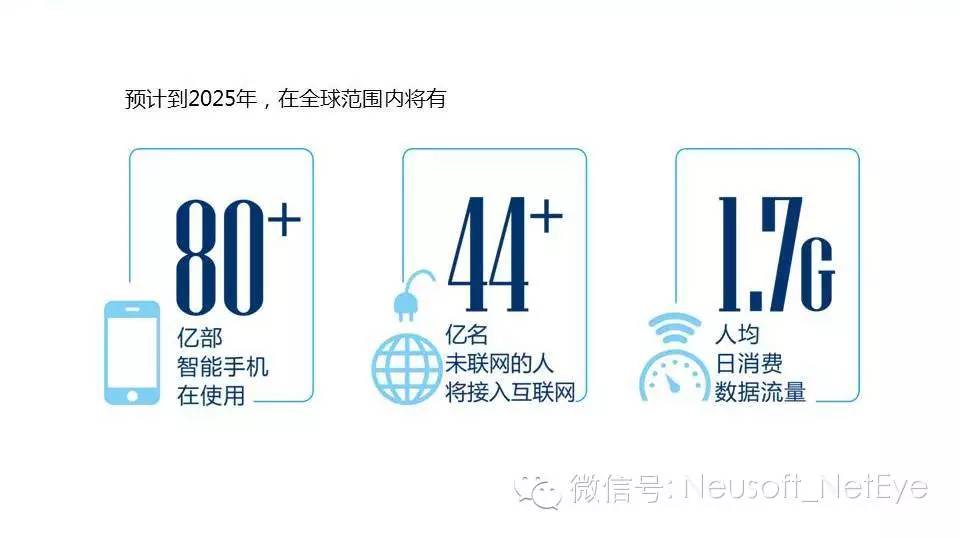 预计到2025年，在全球范围内将有
80+
亿部
智能手机
在使用
44+
亿名
未联网的人
将接入互联网
1.7G
人均
日消费
数据流量
微信号: Neusoft_NetEye